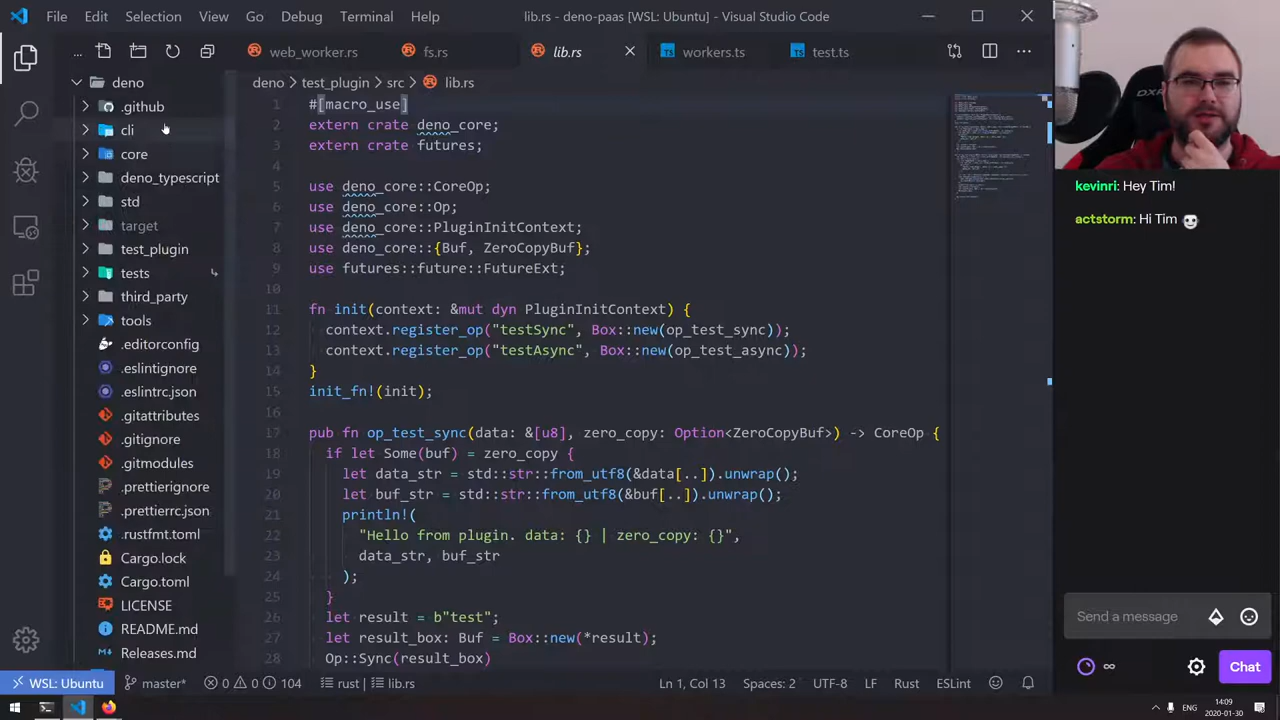 File Edit Selection View Go Debug Terminal Help
lib.rs - deno-paas [WSL: Ubuntu] - Visual Studio Code
...
web_worker.rs
fs.rs
lib.rs
workers.ts
test.ts
deno
.github
cli
core
deno_typescript
std
target
test_plugin
tests
third_party
tools
.editorconfig
.eslintignore
.eslintrc.json
.gitattributes
.gitignore
.gitmodules
.prettierignore
.prettierrc.json
.rustfmt.toml
Cargo.lock
Cargo.toml
LICENSE
README.md
Releases.md
deno > test_plugin > src > lib.rs
1 #[macro_use]
extern crate deno_core;
3 extern crate futures;
5 use deno_core::CoreOp;
6 use deno_core::Op;
7 use deno_core::PluginInitContext;
8 use deno_core::{Buf, ZeroCopyBuf};
9 use futures::future::FutureExt;
10
11 fn init(context: &mut dyn PluginInitContext) {
12 context.register_op("testSync", Box::new(op_test_sync));
13 context.register_op("testAsync", Box::new(op_test_async));
14 }
15 init_fn!(init);
16
17 pub fn op_test_sync(data: &[u8], zero_copy: Option<ZeroCopyBuf>) -> CoreOp {
18 if let Some(buf) = zero_copy {
19 let data_str = std::str::from_utf8(&data[..]).unwrap();
20 let buf_str = std::str::from_utf8(&buf[..]).unwrap();
21 println!(
22 "Hello from plugin. data: {} | zero_copy: {}",
23 data_str, buf_str
24 );
25 }
26 let result = b"test";
27 let result_box: Buf = Box::new(*result);
28 Op::Sync(result_box)
DXR
kevinri: Hey Tim!
actstorm: Hi Tim
Send a message
∞
Chat
WSL: Ubuntu
master*
0 0 104
rust | lib.rs
Ln 1, Col 13
Spaces: 2
UTF-8
LF
Rust
ESLint
ENG
14:09
2020-01-30